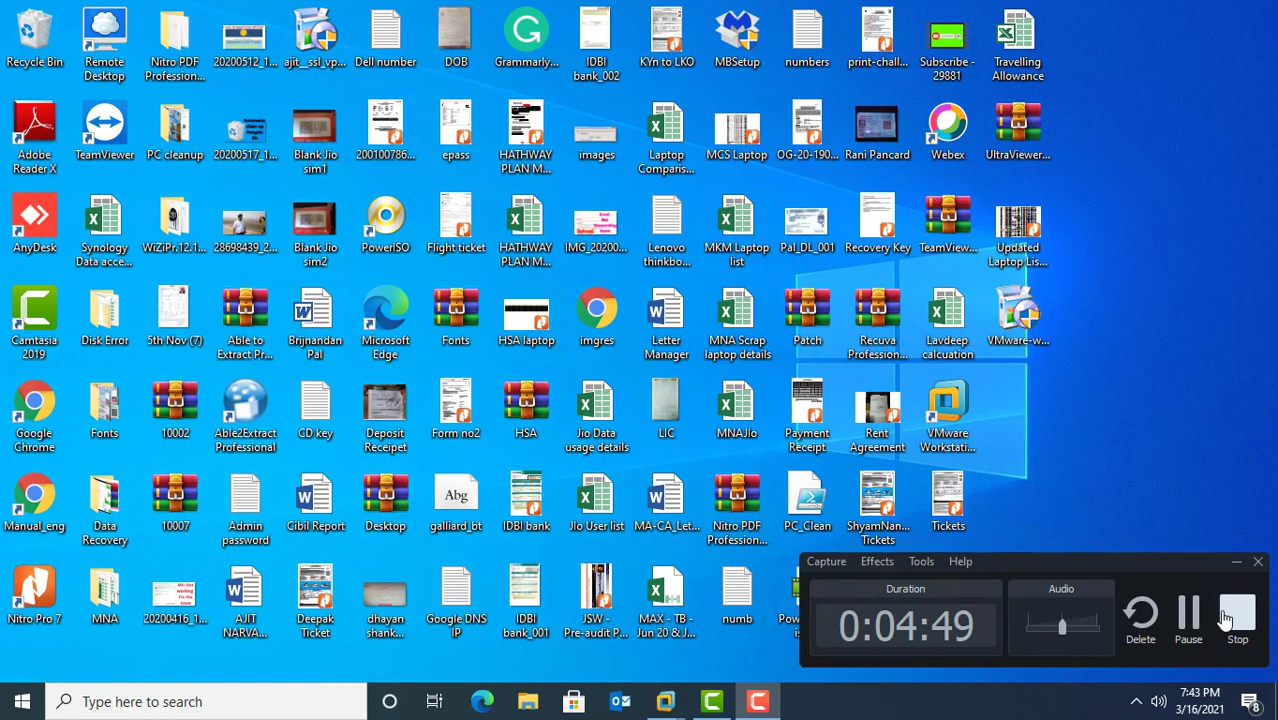 Recycle Bin
Remote
Desktop
Nitro PDF
Profession...
20200512_1...
ajit__ssl_vp...
Dell number
DOB
Grammarly...
IDBI
bank_002
KYn to LKO
MBSetup
numbers
print-chall...
Subscribe -
29881
Travelling
Allowance
Adobe
Reader X
TeamViewer
PC cleanup
20200517_1...
Blank Jio
sim1
200100786...
epass
HATHWAY
PLAN M...
images
Laptop
Comparis...
MCS Laptop
OG-20-190...
Rani Pancard
Webex
UltraViewer...
AnyDesk
Synology
Data acce...
WiZiPr.12.1...
28698439_2...
Blank Jio
sim2
PowerISO
Flight ticket
HATHWAY
PLAN M...
IMG_20200...
Lenovo
thinkbo...
MKM Laptop
list
Pal_DL_001
Recovery Key
TeamView...
Updated
Laptop Lis...
Camtasia
2019
Disk Error
5th Nov (7)
Able to
Extract Pr...
Brijnandan
Pal
Microsoft
Edge
Fonts
HSA laptop
imgres
Letter
Manager
MNA Scrap
laptop details
Patch
Recuva
Profession...
Lavdeep
calcuation
VMware-w...
Google
Chrome
Fonts
10002
Able2Extract
Professional
CD key
Deposit
Receipet
Form no2
HSA
Jio Data
usage details
LIC
MNAJIo
Payment
Receipt
Rent
Agreement
VMware
Workstati...
Manual_eng
Data
Recovery
10007
Admin
password
Cibil Report
Desktop
Abg
galliard_bt
IDBI bank
JIo User list
MA-CA_Let...
Nitro PDF
Profession...
PC_Clean
ShyamNan...
Tickets
Tickets
Nitro Pro 7
MNA
20200416_1...
AJIT
NARVA...
Deepak
Ticket
dhayan
shank...
Google DNS
IP
IDBI
bank_001
JSW -
Pre-audit P...
MAX - TB -
Jun 20 & J...
numb
Capture Effects Tools Help
Duration
Audio
0:04:49
Delete
Pause
Stop
Type here to search
7:43 PM
3/16/2021
8